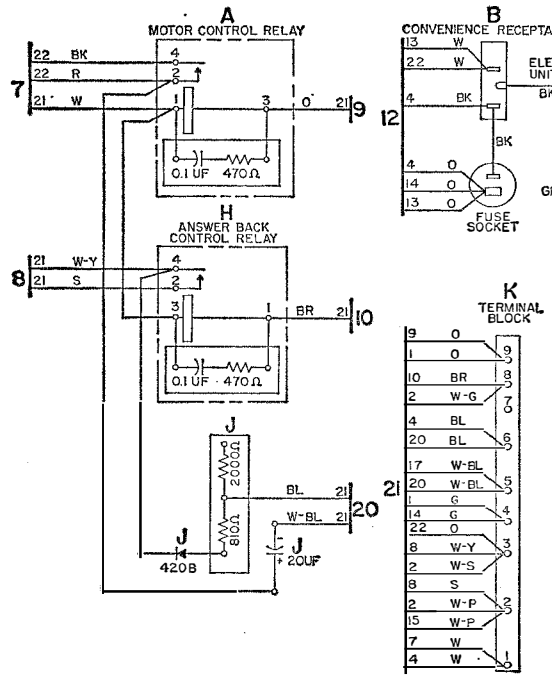 A
MOTOR CONTROL RELAY
22 BK 4
22 R 2
7
21 W 1 3 O 21 9
0.1 UF 470Ω
H
ANSWER BACK
CONTROL RELAY
21 W-Y 4
8
21 S 2
3 1 BR 21 10
0.1 UF 470Ω
J
2000Ω
810Ω
BL 21
20
W-BL 21
J
420B
J
20UF
- +
B
CONVENIENCE RECEPTA
13 W
22 W
ELE
UNI
BK
4 BK
12
BK
4 O
14 O
13 O
G
FUSE
SOCKET
K
TERMINAL
BLOCK
9 O
9
1 O
10 BR 8
2 W-G 7
4 BL
6
20 BL
17 W-BL
5
21
20 W-BL
1 G
4
14 G
22 O
3
8 W-Y
2 W-S
8 S
2
2 W-P
15 W-P
7 W
1
4 W